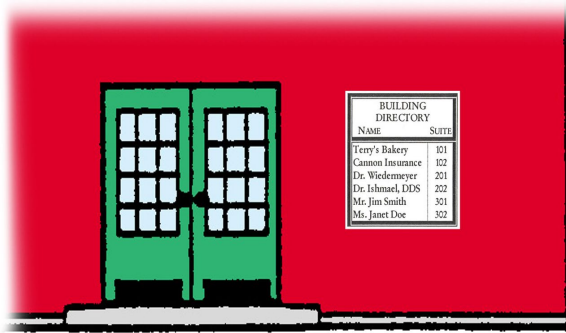 BUILDING
DIRECTORY
NAME SUITE
Terry's Bakery 101
Cannon Insurance 102
Dr. Wiedermeyer 201
Dr. Ishmael, DDS 202
Mr. Jim Smith 301
Ms. Janet Doe 302